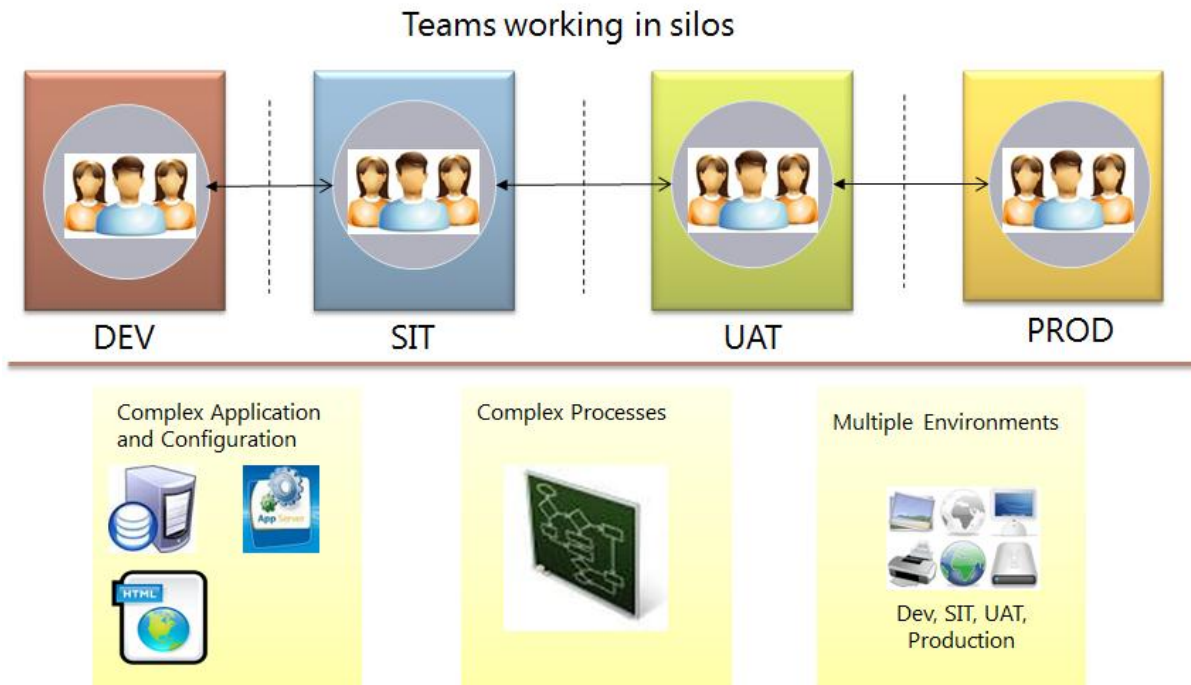 Teams working in silos
DEV
SIT
UAT
PROD
Complex Application
and Configuration
Complex Processes
Multiple Environments
App Server
HTML
Dev, SIT, UAT,
Production